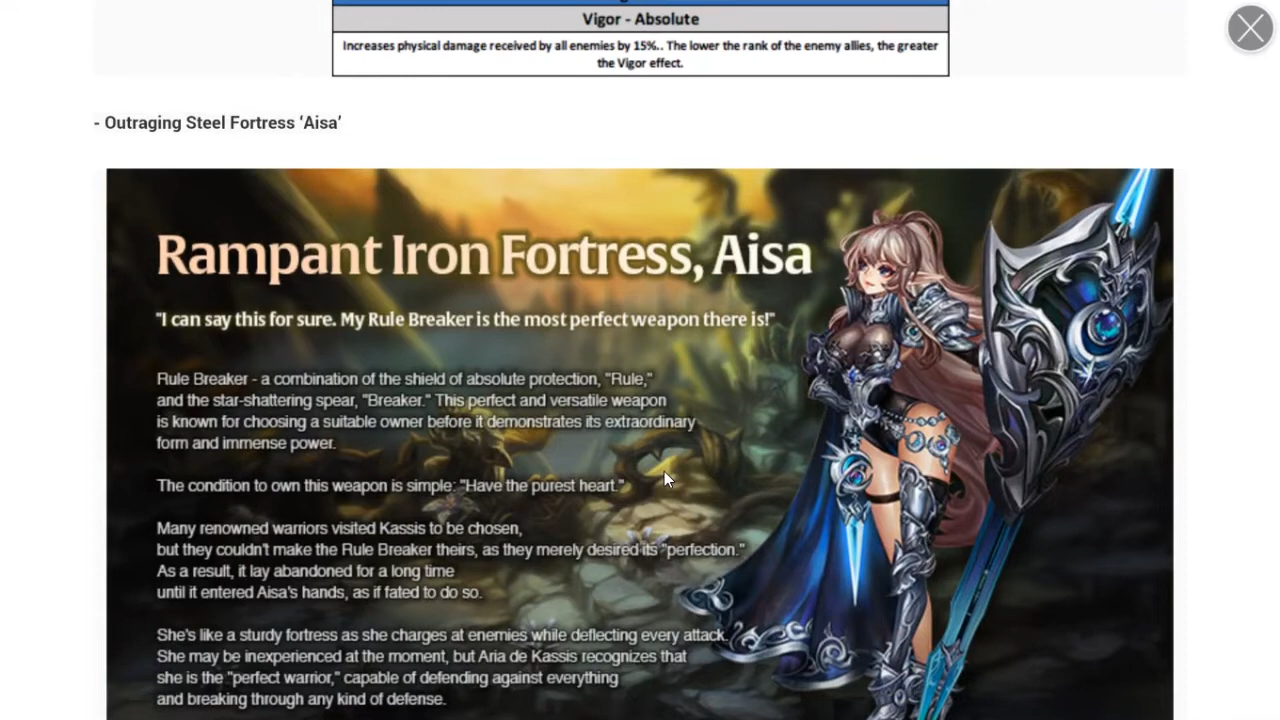 Vigor - Absolute
Increases physical damage received by all enemies by 15%.. The lower the rank of the enemy allies, the greater
the Vigor effect.
- Outraging Steel Fortress ‘Aisa’
Rampant Iron Fortress, Aisa
"I can say this for sure. My Rule Breaker is the most perfect weapon there is!"
Rule Breaker - a combination of the shield of absolute protection, "Rule,"
and the star-shattering spear, "Breaker." This perfect and versatile weapon
is known for choosing a suitable owner before it demonstrates its extraordinary
form and immense power.
The condition to own this weapon is simple: "Have the purest heart."
Many renowned warriors visited Kassis to be chosen,
but they couldn't make the Rule Breaker theirs, as they merely desired its "perfection."
As a result, it lay abandoned for a long time
until it entered Aisa's hands, as if fated to do so.
She's like a sturdy fortress as she charges at enemies while deflecting every attack.
She may be inexperienced at the moment, but Aria de Kassis recognizes that
she is the "perfect warrior," capable of defending against everything
and breaking through any kind of defense.